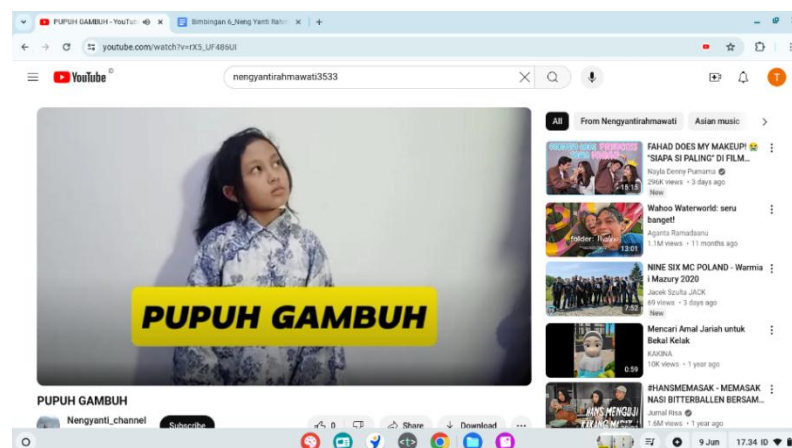 PUPUH GAMBUH - YouTub
Bimbingan 6_Neng Yanti Rahm
youtube.com/watch?v=rX5_UF486UI
YouTube
ID
nengyantirahmawati3533
T
All
From Nengyantirahmawati
Asian music
PUPUH GAMBUH
PUPUH GAMBUH
Nengyanti_channel
Subscribe
0
Share
Download
FAHAD DOES MY MAKEUP!
"SIAPA SI PALING" DI FILM...
Nayla Denny Purnama
296K views • 3 days ago
New
15:15
Wahoo Waterworld: seru
banget!
Aganta Ramadaanu
1.1M views • 11 months ago
13:01
NINE SIX MC POLAND - Warmia
i Mazury 2020
Jacek Szulta JACK
69 views • 3 days ago
New
7:52
Mencari Amal Jariah untuk
Bekal Kelak
KAKINA
10K views • 1 year ago
0:59
#HANSMEMASAK - MEMASAK
NASI BITTERBALLEN BERSAM...
Jurnal Risa
1.6M views • 1 year ago
9 Jun
17.34